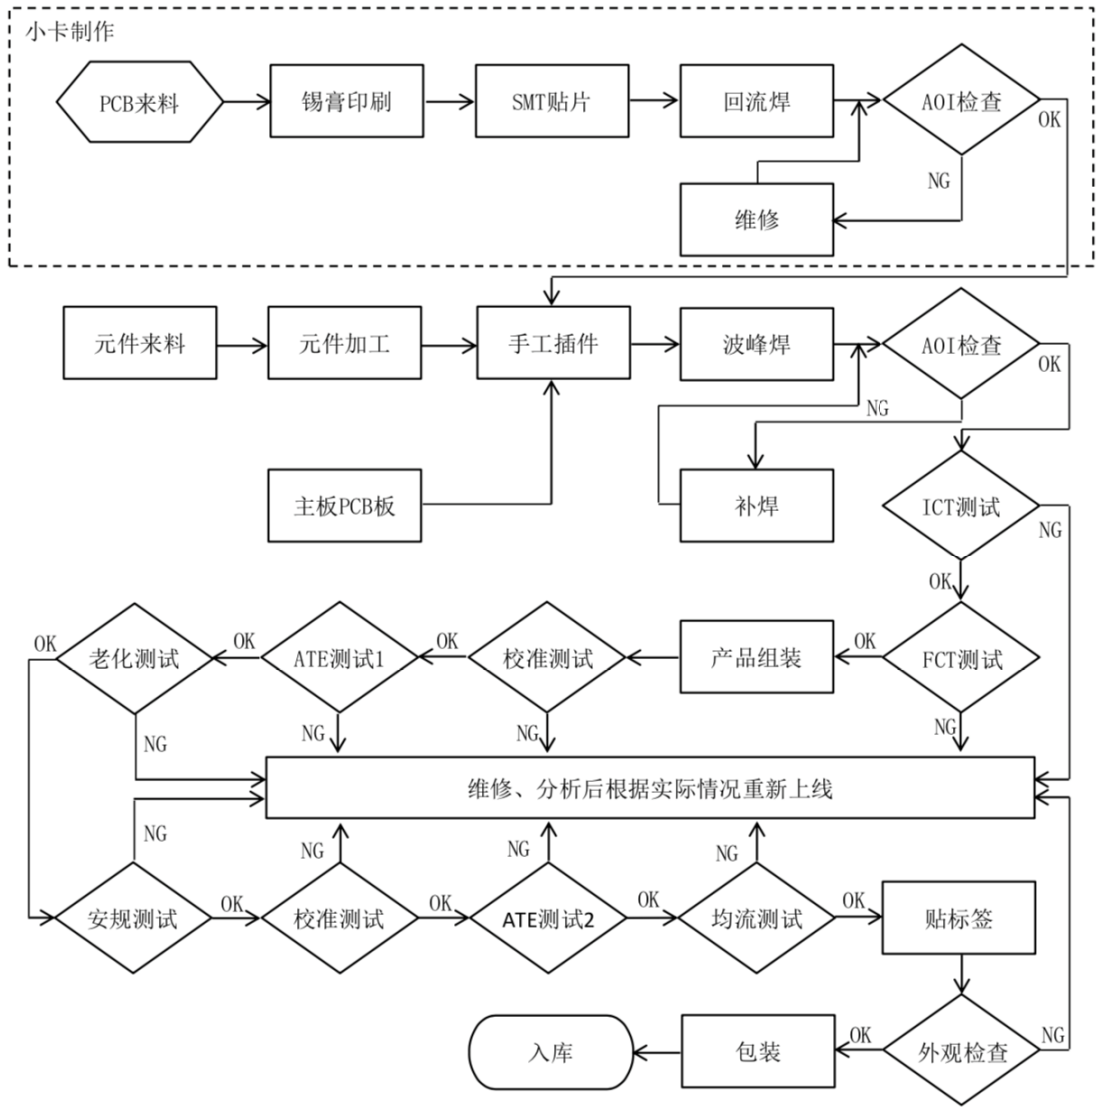 小卡制作
PCB来料
锡膏印刷
SMT贴片
回流焊
AOI检查
OK
NG
维修
元件来料
元件加工
手工插件
波峰焊
AOI检查
OK
NG
主板PCB板
补焊
ICT测试
NG
OK
老化测试
OK
ATE测试1
OK
校准测试
OK
产品组装
OK
FCT测试
NG
NG
NG
NG
维修、分析后根据实际情况重新上线
NG
NG
NG
NG
安规测试
OK
校准测试
OK
ATE测试2
OK
均流测试
OK
贴标签
入库
包装
OK
外观检查
NG